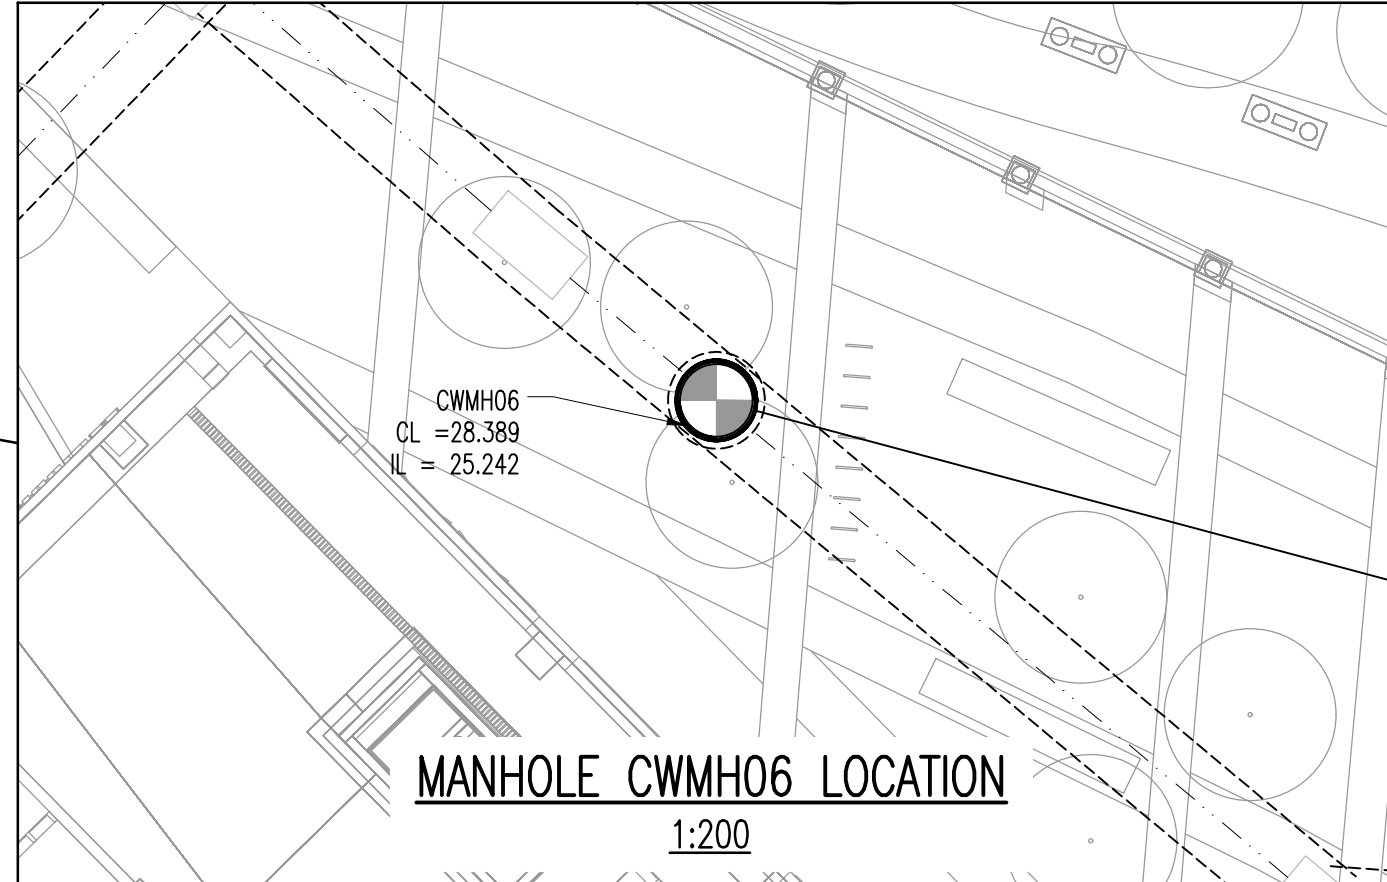 CWMH06
CL =28.389
IL = 25.242
MANHOLE CWMH06 LOCATION
1:200